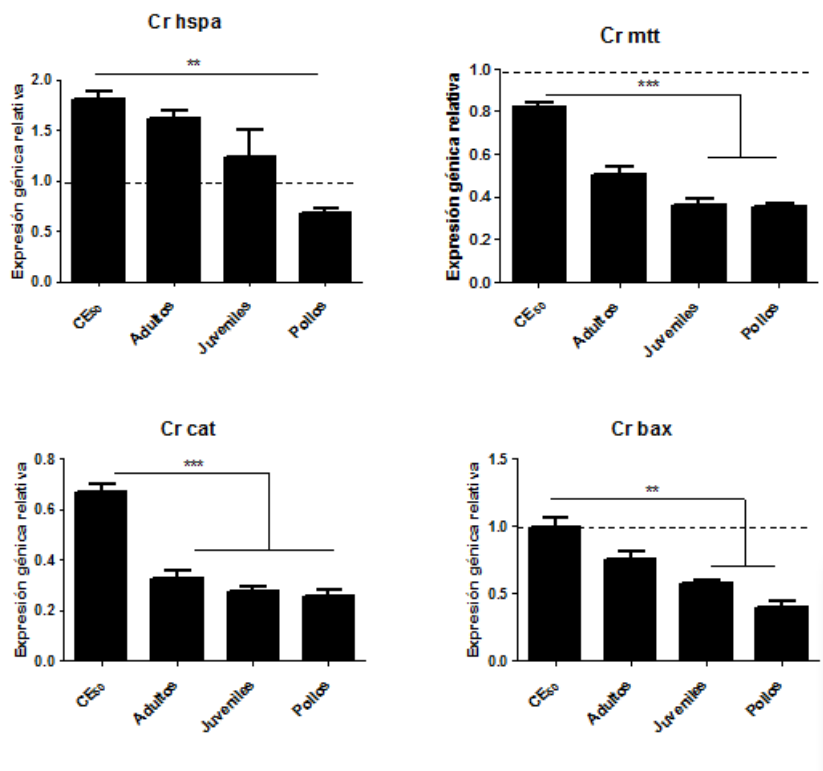 Cr hspa
Expresión génica relativa
2.0
1.5
1.0
0.5
0.0
**
CE50
Adultos
Juveniles
Pollos
Cr mtt
Expresión génica relativa
1.0
0.8
0.6
0.4
0.2
0.0
***
CE50
Adultos
Juveniles
Pollos
Cr cat
Expresión génica relativa
0.8
0.6
0.4
0.2
0.0
***
CE50
Adultos
Juveniles
Pollos
Cr bax
Expresión génica relativa
1.5
1.0
0.5
0.0
**
CE50
Adultos
Juveniles
Pollos